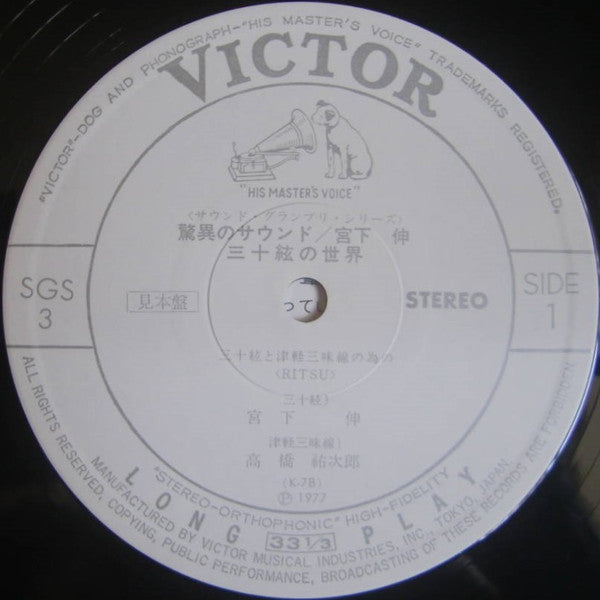 "VICTOR"-DOG AND PHONOGRAPH-"HIS MASTER'S VOICE" TRADEMARKS REGISTERED.
VICTOR
"HIS MASTER'S VOICE"
〈サウンド・グランプリ・シリーズ〉
驚異のサウンド／宮下 伸
三十絃の世界
SGS
3
見本盤
って
STEREO
SIDE
1
三十絃と津軽三味線の為の
〈RITSU〉
三十絃}
宮下 伸
津軽三味線}
高橋 祐次郎
(K-78)
Ⓟ 1977
"STEREO-ORTHOPHONIC" HIGH-FIDELITY
LONG 33 1/3 PLAY
MANUFACTURED BY VICTOR MUSICAL INDUSTRIES, INC., TOKYO, JAPAN.
ALL RIGHTS RESERVED, COPYING, PUBLIC PERFORMANCE, BROADCASTING OF THESE RECORDS ARE FORBIDDEN